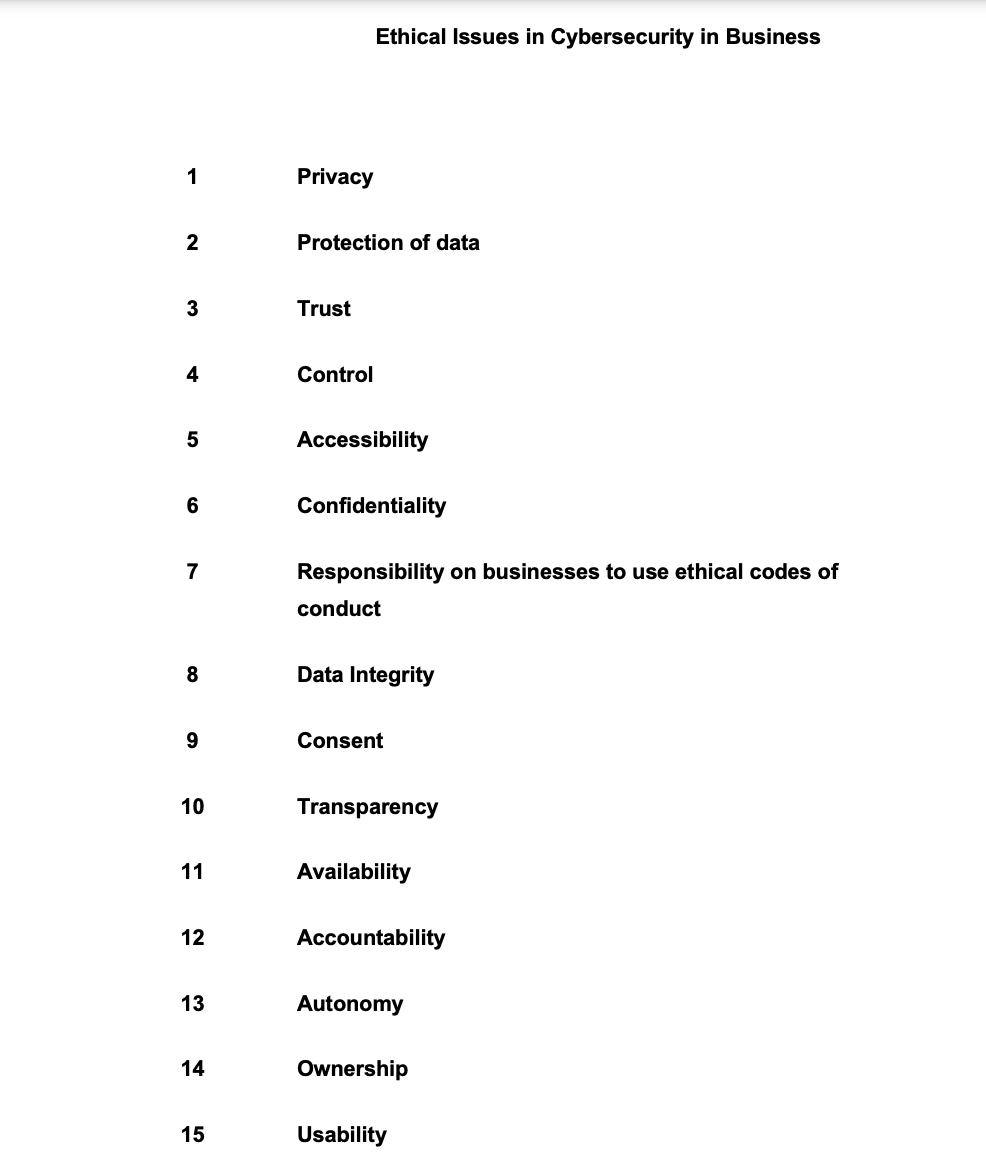 Ethical Issues in Cybersecurity in Business
1 Privacy
2 Protection of data
3 Trust
4 Control
5 Accessibility
6 Confidentiality
7 Responsibility on businesses to use ethical codes of
conduct
8 Data Integrity
9 Consent
10 Transparency
11 Availability
12 Accountability
13 Autonomy
14 Ownership
15 Usability